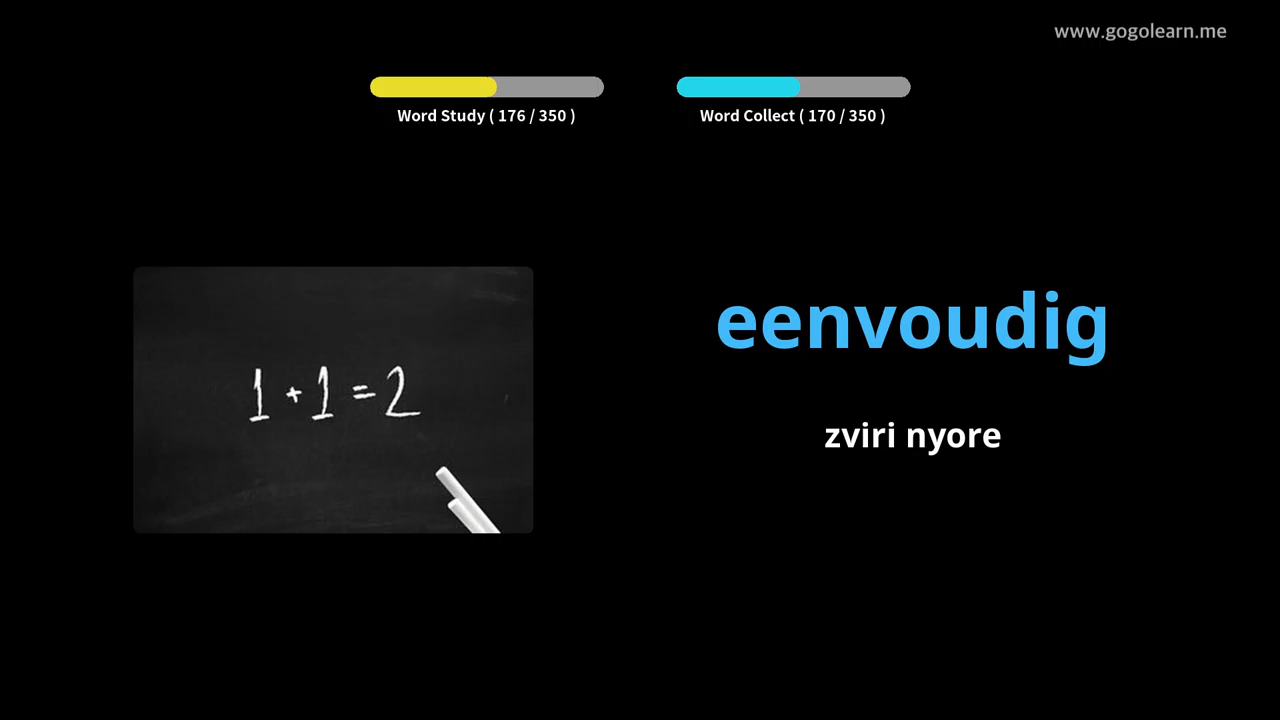 www.gogolearn.me
Word Study ( 176 / 350 )
Word Collect ( 170 / 350 )
1 + 1 = 2
eenvoudig
zviri nyore